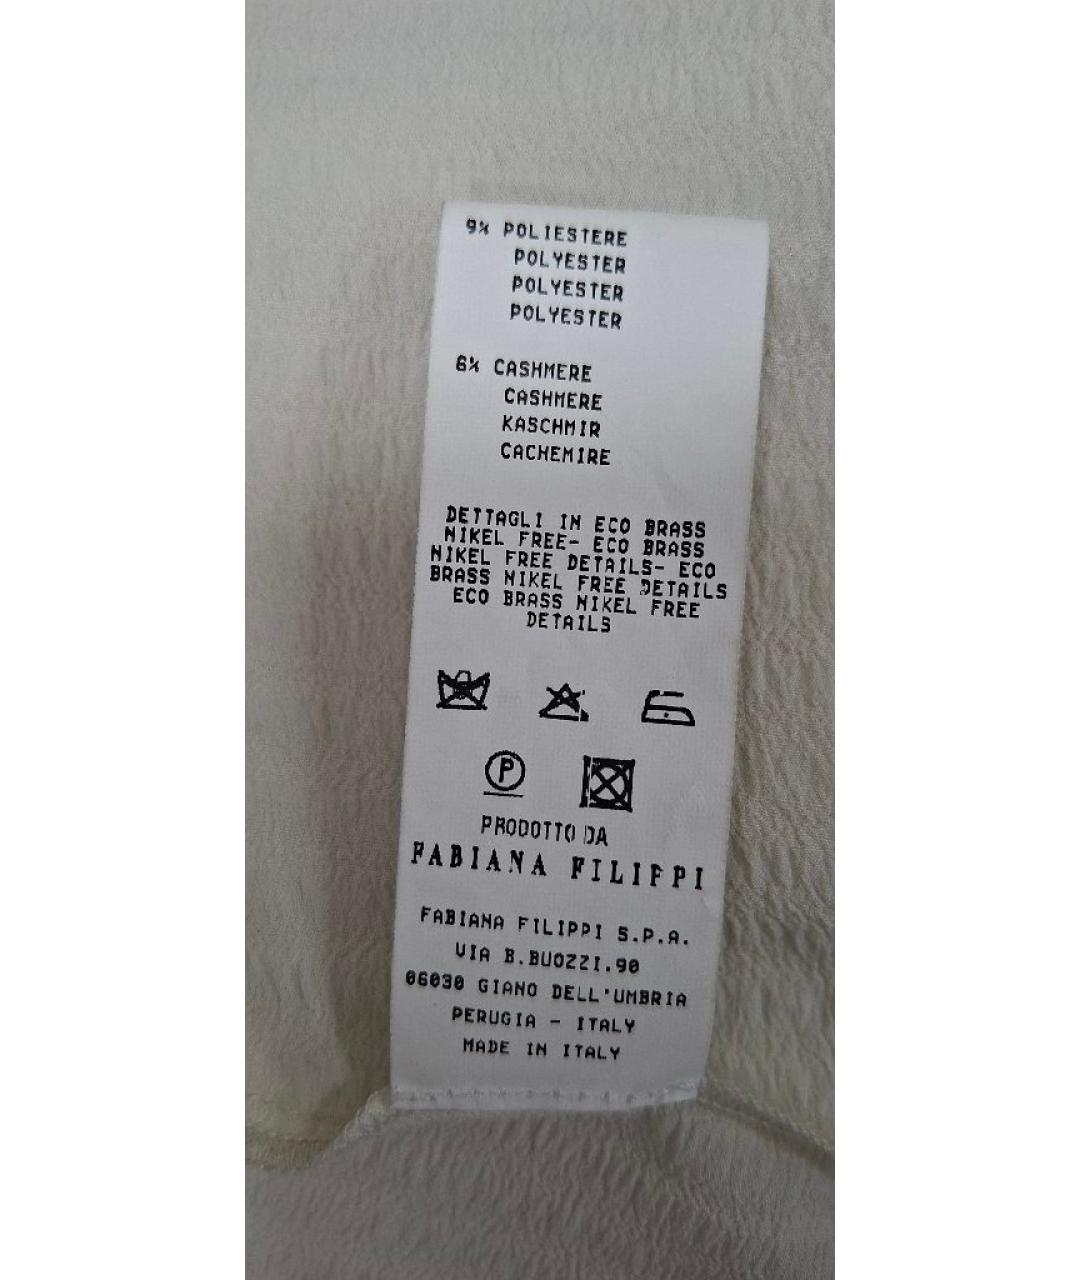 9% POLIESTERE
POLYESTER
POLYESTER
POLYESTER
6% CASHMERE
CASHMERE
KASCHMIR
CACHEMIRE
DETTAGLI IN ECO BRASS
NIKEL FREE- ECO BRASS
NIKEL FREE DETAILS- ECO
BRASS NIKEL FREE DETAILS
ECO BRASS NIKEL FREE
DETAILS
P
PRODOTTO DA
FABIANA FILIPPI
FABIANA FILIPPI S.P.A.
VIA B.BUOZZI.90
06030 GIANO DELL'UMBRIA
PERUGIA - ITALY
MADE IN ITALY